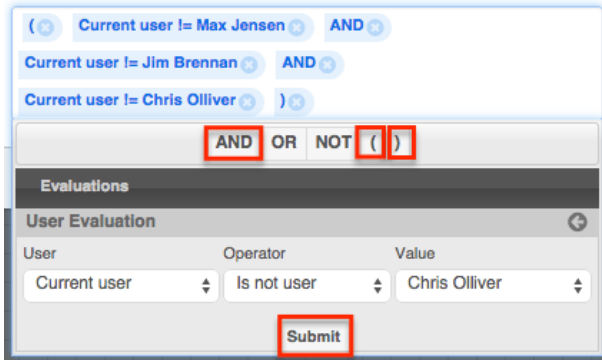 ( Current user != Max Jensen AND
Current user != Jim Brennan AND
Current user != Chris Olliver )
AND OR NOT ( )
Evaluations
User Evaluation
User Operator Value
Current user Is not user Chris Olliver
Submit